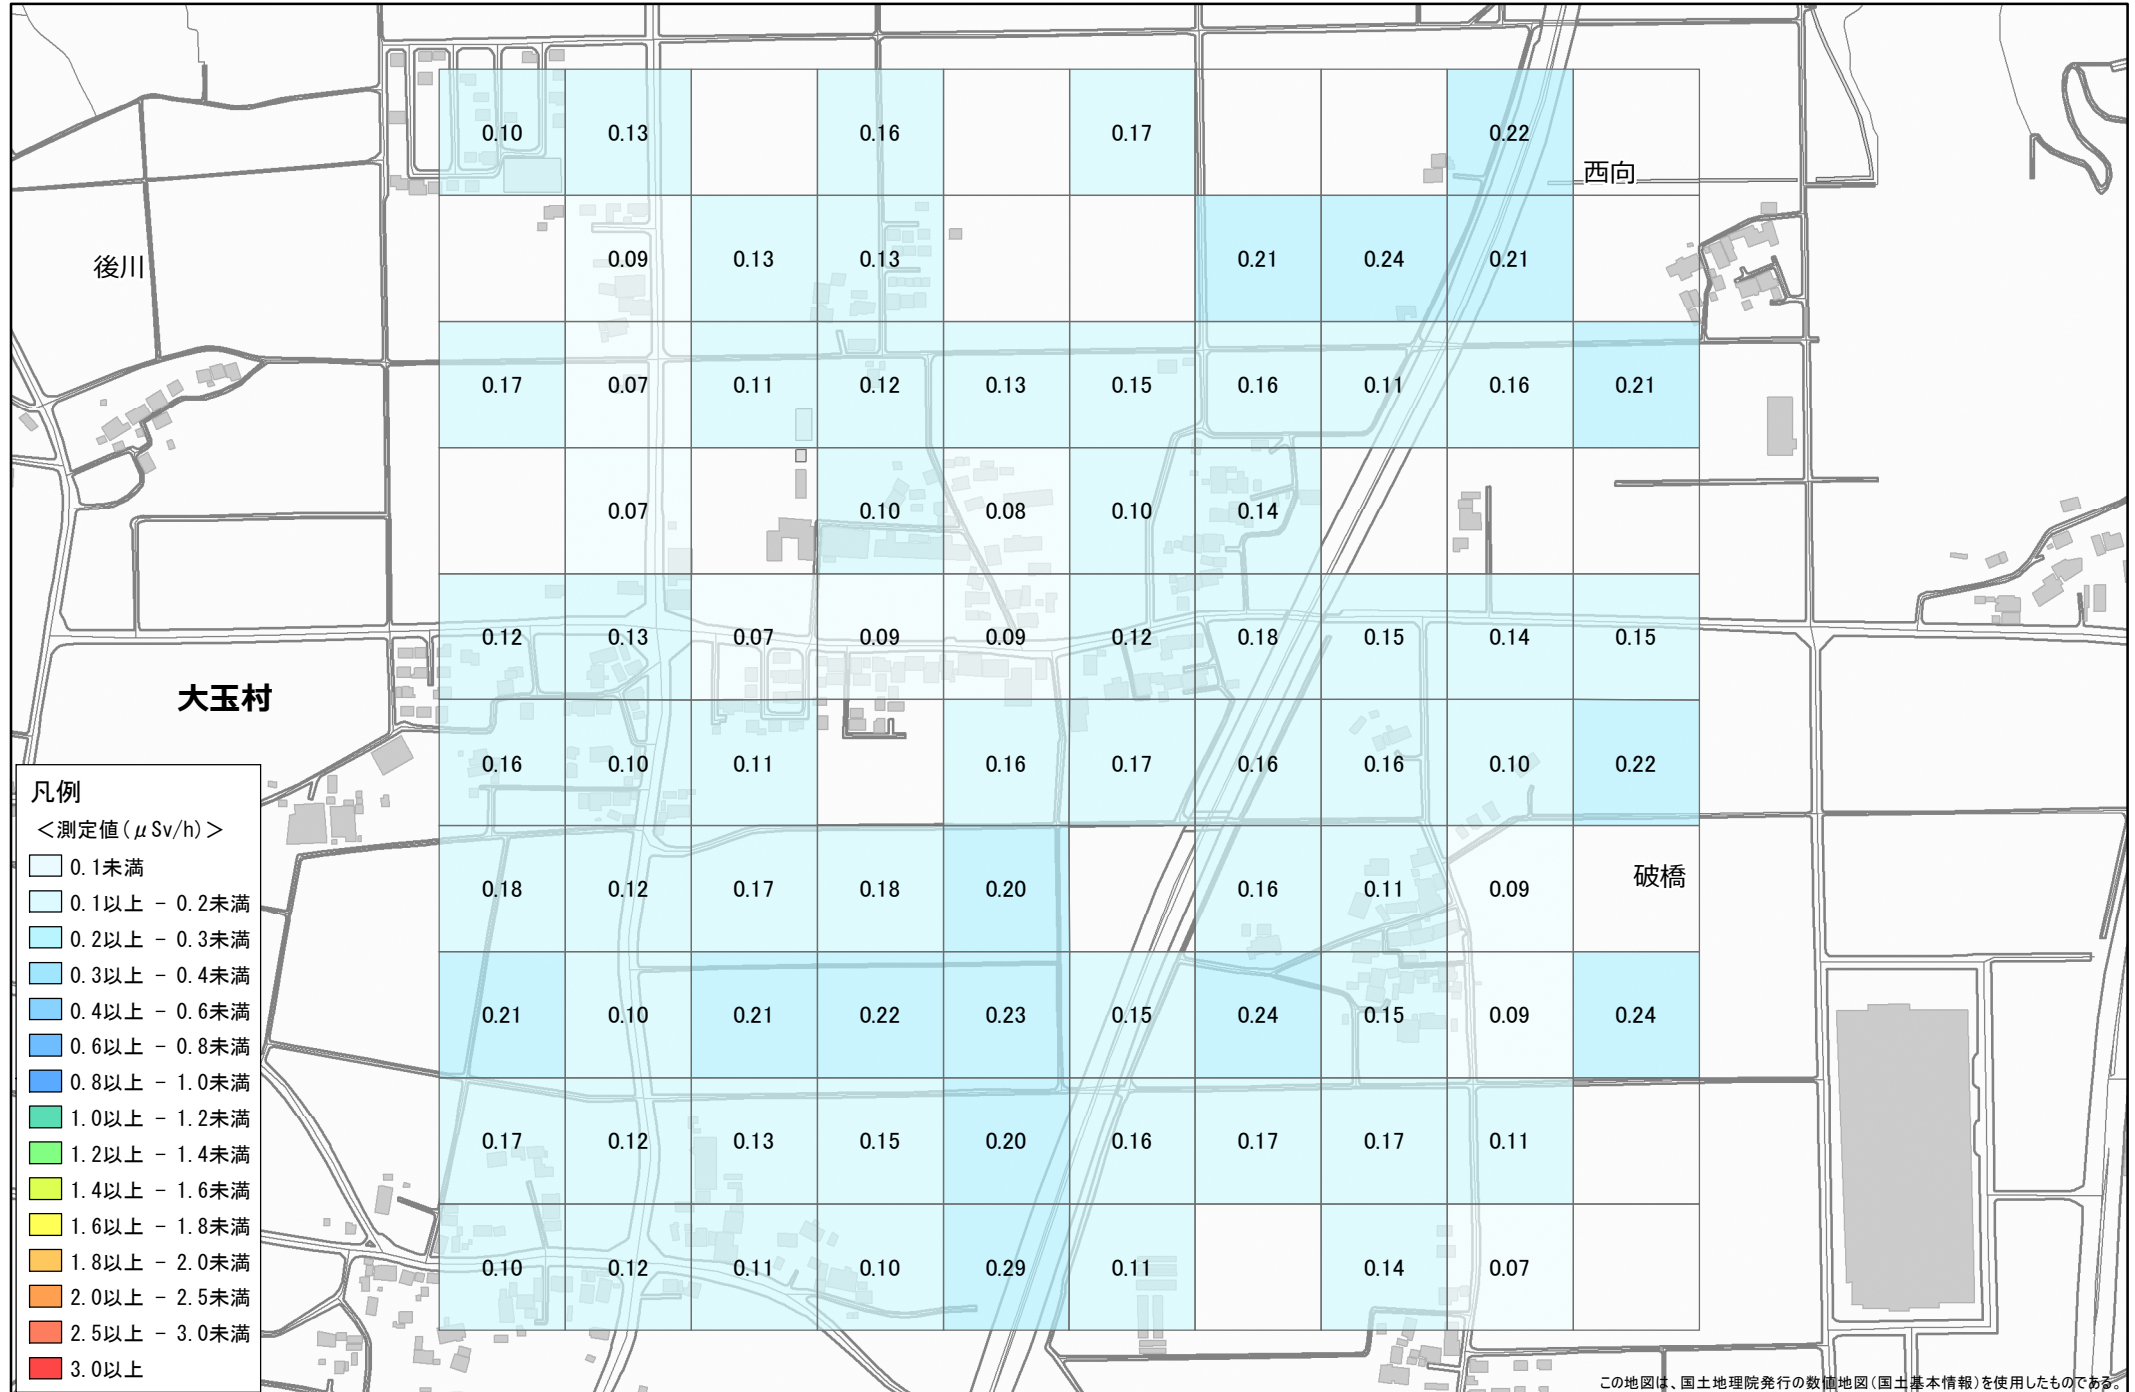 0.10 0.13 0.16 0.17 0.22
西向
後川
0.09 0.13 0.13 0.21 0.24 0.21
0.17 0.07 0.11 0.12 0.13 0.15 0.16 0.11 0.16 0.21
0.07 0.10 0.08 0.10 0.14
0.12 0.13 0.07 0.09 0.09 0.12 0.18 0.15 0.14 0.15
大玉村
0.16 0.10 0.11 0.16 0.17 0.16 0.16 0.10 0.22
0.18 0.12 0.17 0.18 0.20 0.16 0.11 0.09
破橋
0.21 0.10 0.21 0.22 0.23 0.15 0.24 0.15 0.09 0.24
0.17 0.12 0.13 0.15 0.20 0.16 0.17 0.17 0.11
0.10 0.12 0.11 0.10 0.29 0.11 0.14 0.07
凡例
＜測定値(μSv/h)＞
0.1未満
0.1以上 - 0.2未満
0.2以上 - 0.3未満
0.3以上 - 0.4未満
0.4以上 - 0.6未満
0.6以上 - 0.8未満
0.8以上 - 1.0未満
1.0以上 - 1.2未満
1.2以上 - 1.4未満
1.4以上 - 1.6未満
1.6以上 - 1.8未満
1.8以上 - 2.0未満
2.0以上 - 2.5未満
2.5以上 - 3.0未満
3.0以上
この地図は、国土地理院発行の数値地図(国土基本情報)を使用したものである。